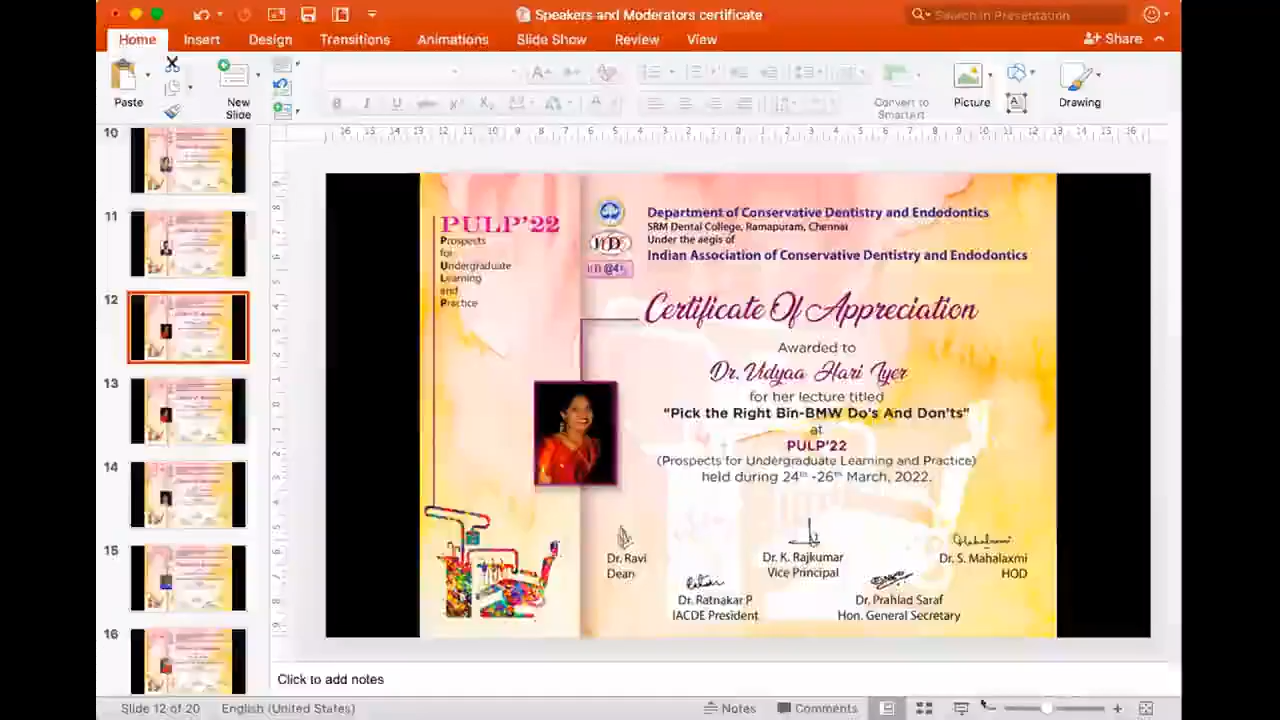 Speakers and Moderators certificate
Search in Presentation
Home Insert Design Transitions Animations Slide Show Review View
Share
Paste
New
Slide
Convert to
SmartArt
Picture
Drawing
10
11
12
13
14
15
16
PULP'22
Prospects
for
Undergraduate
Learning
and
Practice
Department of Conservative Dentistry and Endodontics
SRM Dental College, Ramapuram, Chennai
Under the aegis of
Indian Association of Conservative Dentistry and Endodontics
Certificate Of Appreciation
Awarded to
Dr. Vidyaa Hari Iyer
for her lecture titled
"Pick the Right Bin-BMW Do's And Don'ts"
at
PULP'22
(Prospects for Undergraduate Learning and Practice)
held during 24th -26th March, 2022.
Dr. Ravi
Dean
Dr. K. Rajkumar
Vice Principal
Dr. S. Mahalaxmi
HOD
Dr. Ratnakar P
IACDE President
Dr. Prahlad Saraf
Hon. General Secretary
Click to add notes
Slide 12 of 20 English (United States) Notes Comments